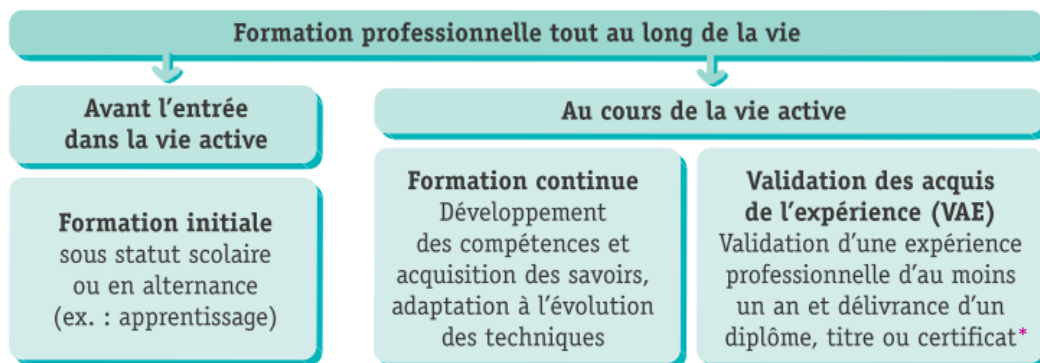 Formation professionnelle tout au long de la vie
Avant l'entrée
dans la vie active
Formation initiale
sous statut scolaire
ou en alternance
(ex. : apprentissage)
Au cours de la vie active
Formation continue
Développement
des compétences et
acquisition des savoirs,
adaptation à l'évolution
des techniques
Validation des acquis
de l'expérience (VAE)
Validation d'une expérience
professionnelle d'au moins
un an et délivrance d'un
diplôme, titre ou certificat*